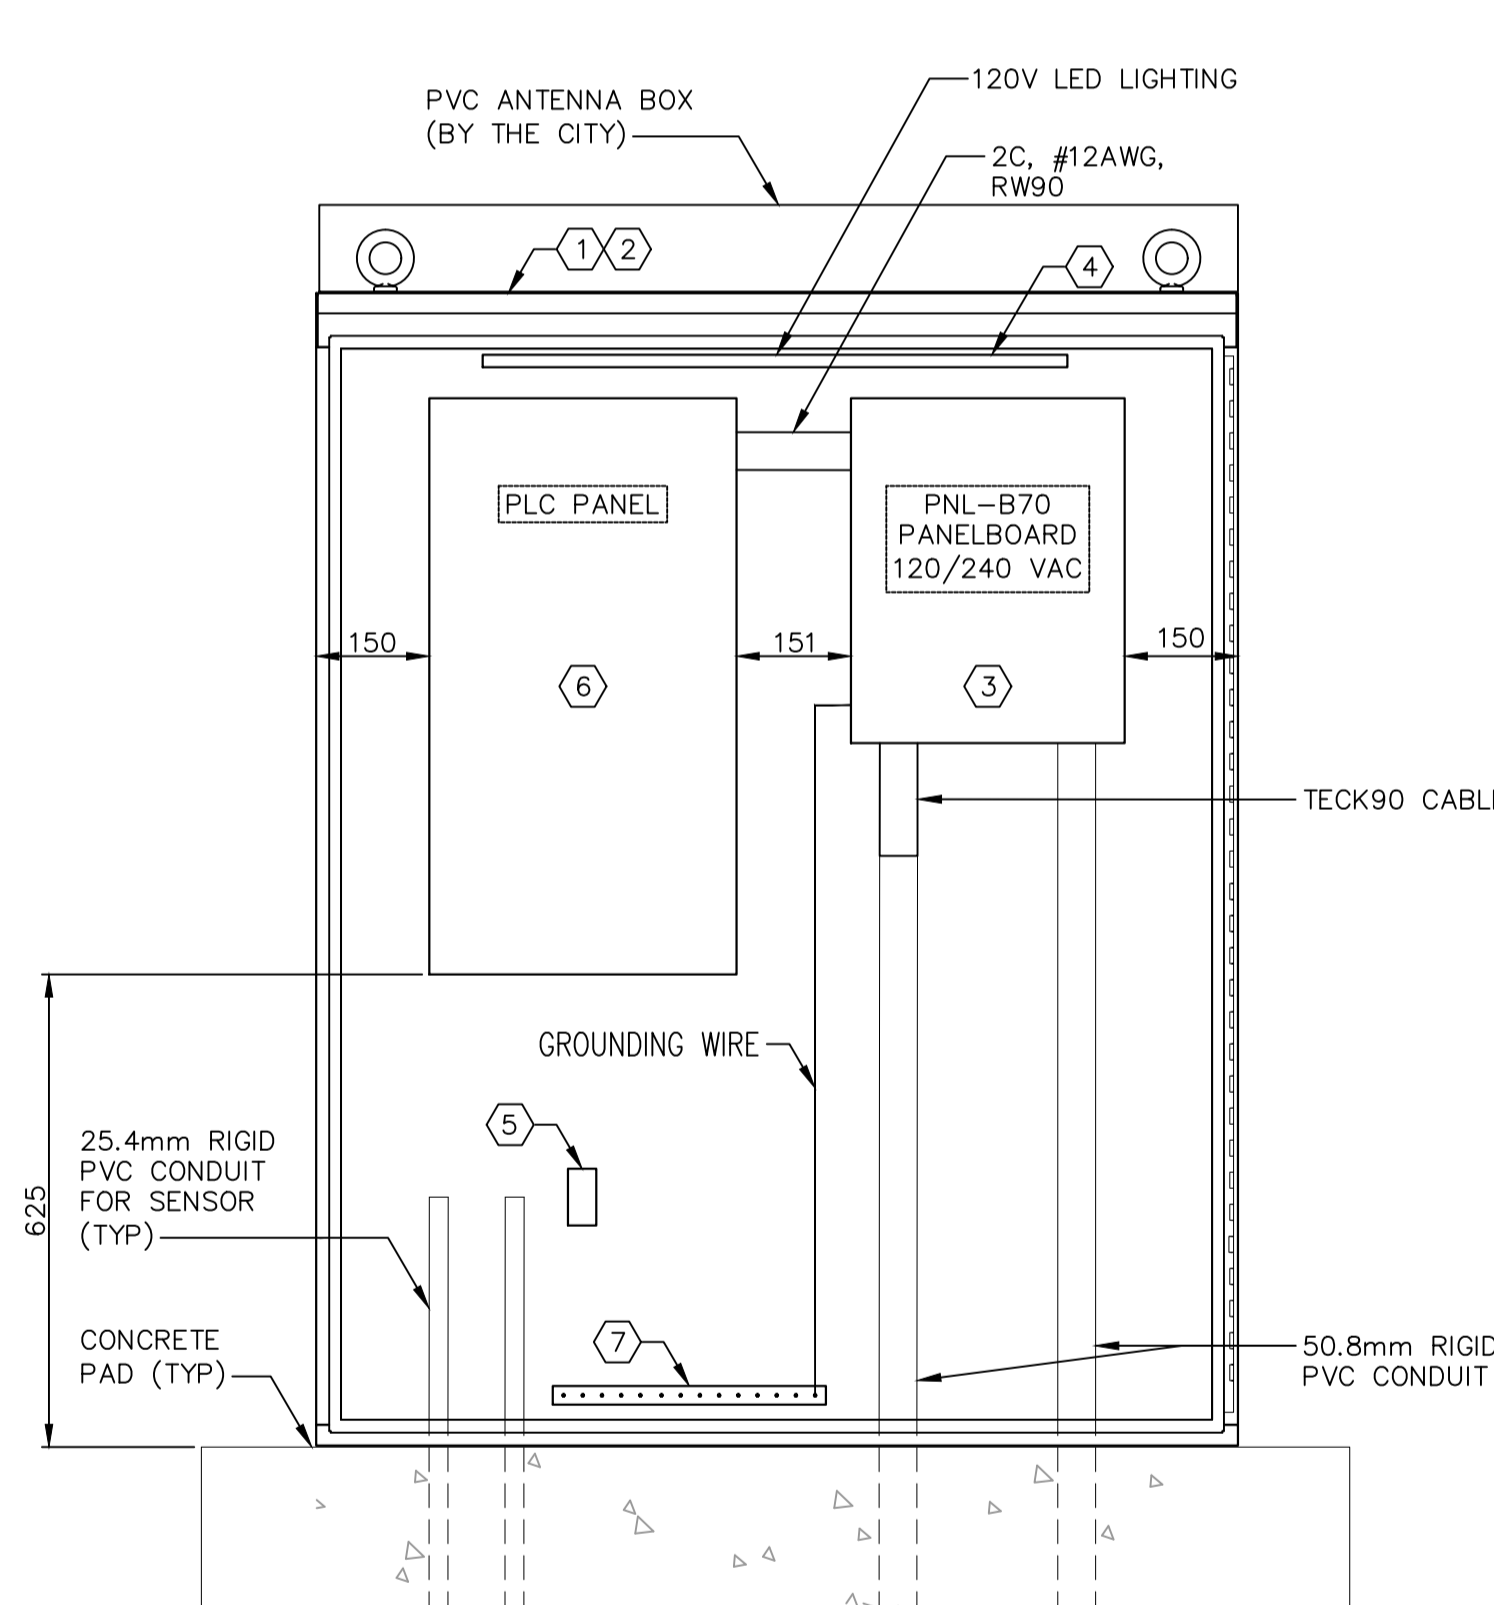 120V LED LIGHTING
PVC ANTENNA BOX
(BY THE CITY)
2C, #12AWG,
RW90
1
2
4
PLC PANEL
PNL-B70
PANELBOARD
120/240 VAC
150
151
150
6
3
TECK90
GROUNDING WIRE
5
25.4mm RIGID
PVC CONDUIT
FOR SENSOR
(TYP)
625
7
CONCRETE
PAD (TYP)
50.8mm RIGID
PVC CONDUIT